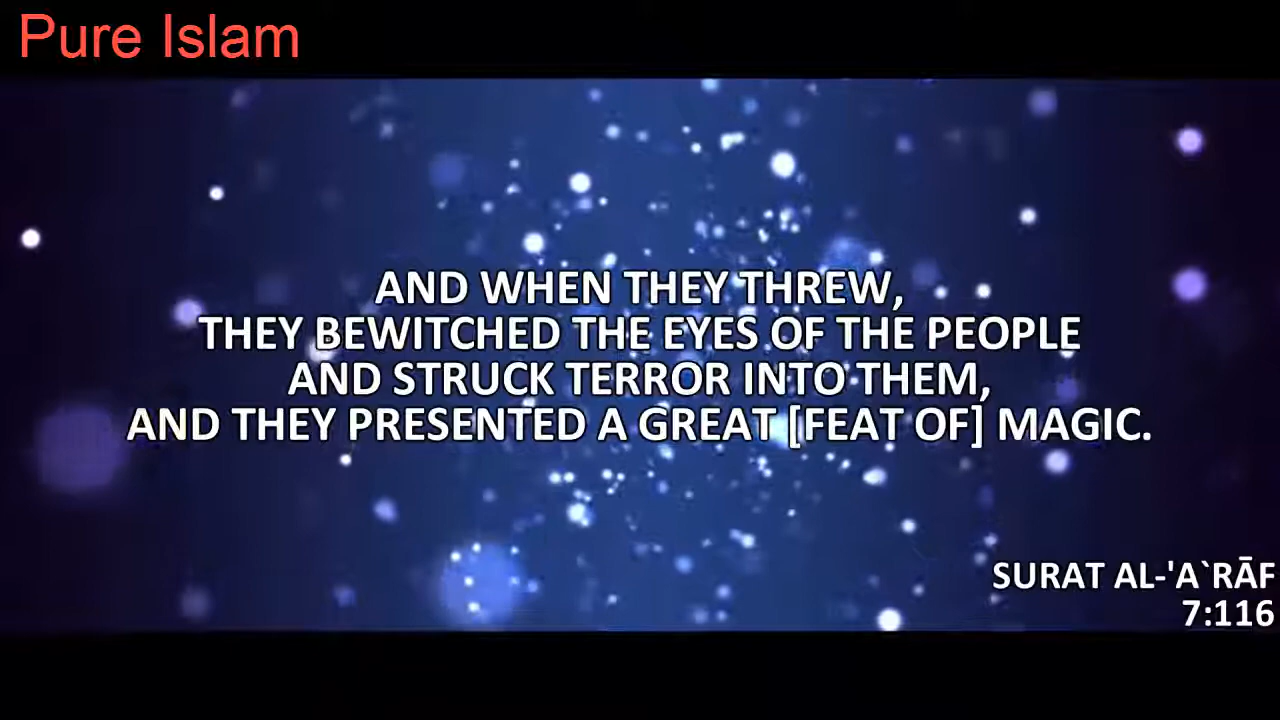 Pure Islam
AND WHEN THEY THREW,
THEY BEWITCHED THE EYES OF THE PEOPLE
AND STRUCK TERROR INTO THEM,
AND THEY PRESENTED A GREAT [FEAT OF] MAGIC.
SURAT AL-'A`RĀF
7:116